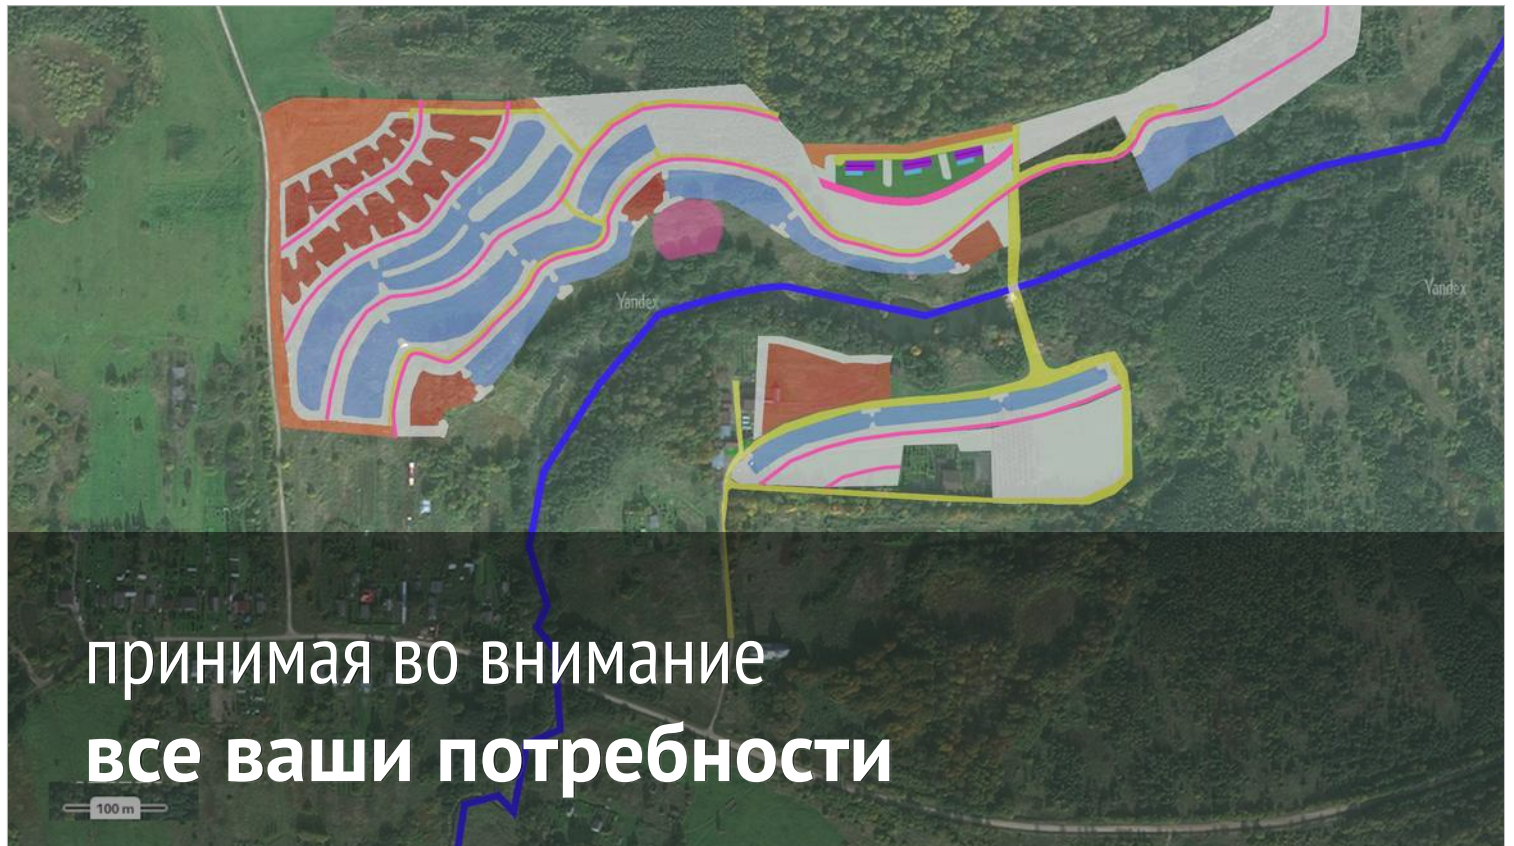 Yandex
Yandex
принимая во внимание
все ваши потребности
100 m